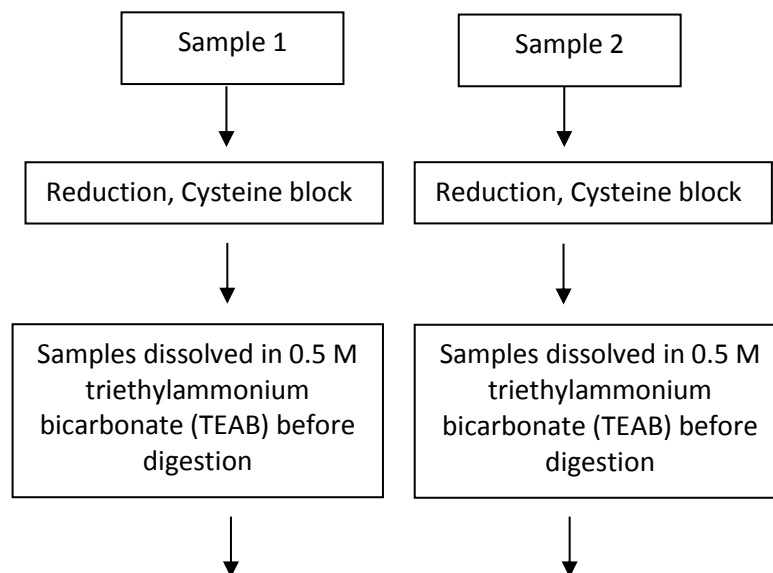 Sample 1
Sample 2
Reduction, Cysteine block
Reduction, Cysteine block
Samples dissolved in 0.5 M
triethylammonium
bicarbonate (TEAB) before
digestion
Samples dissolved in 0.5 M
triethylammonium
bicarbonate (TEAB) before
digestion